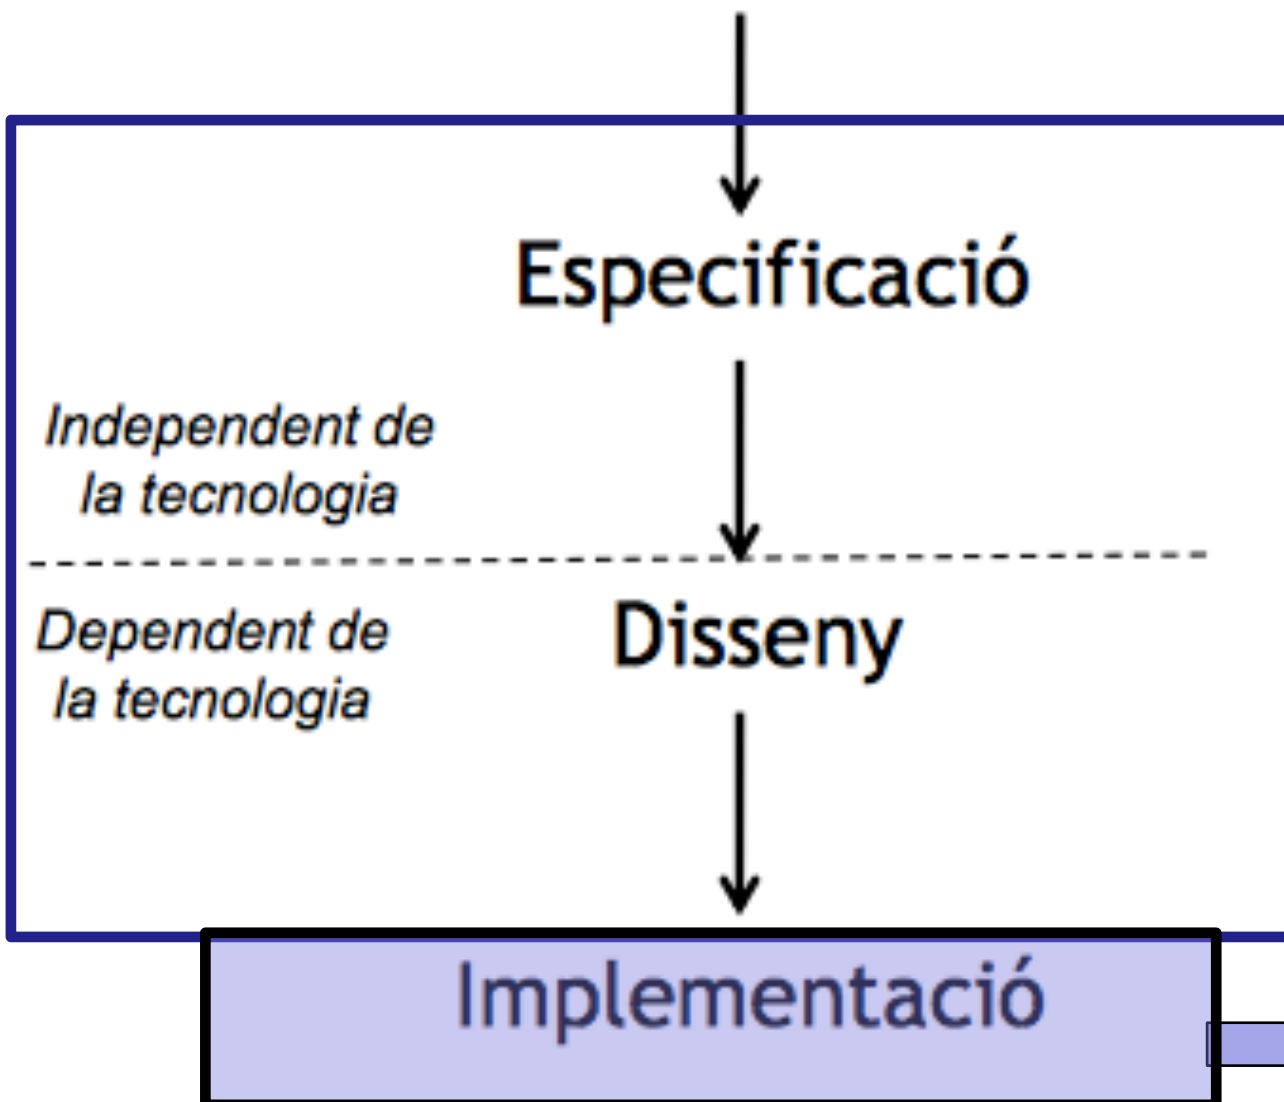 Especificació
Independent de
la tecnologia
Dependent de
la tecnologia
Disseny
Implementació